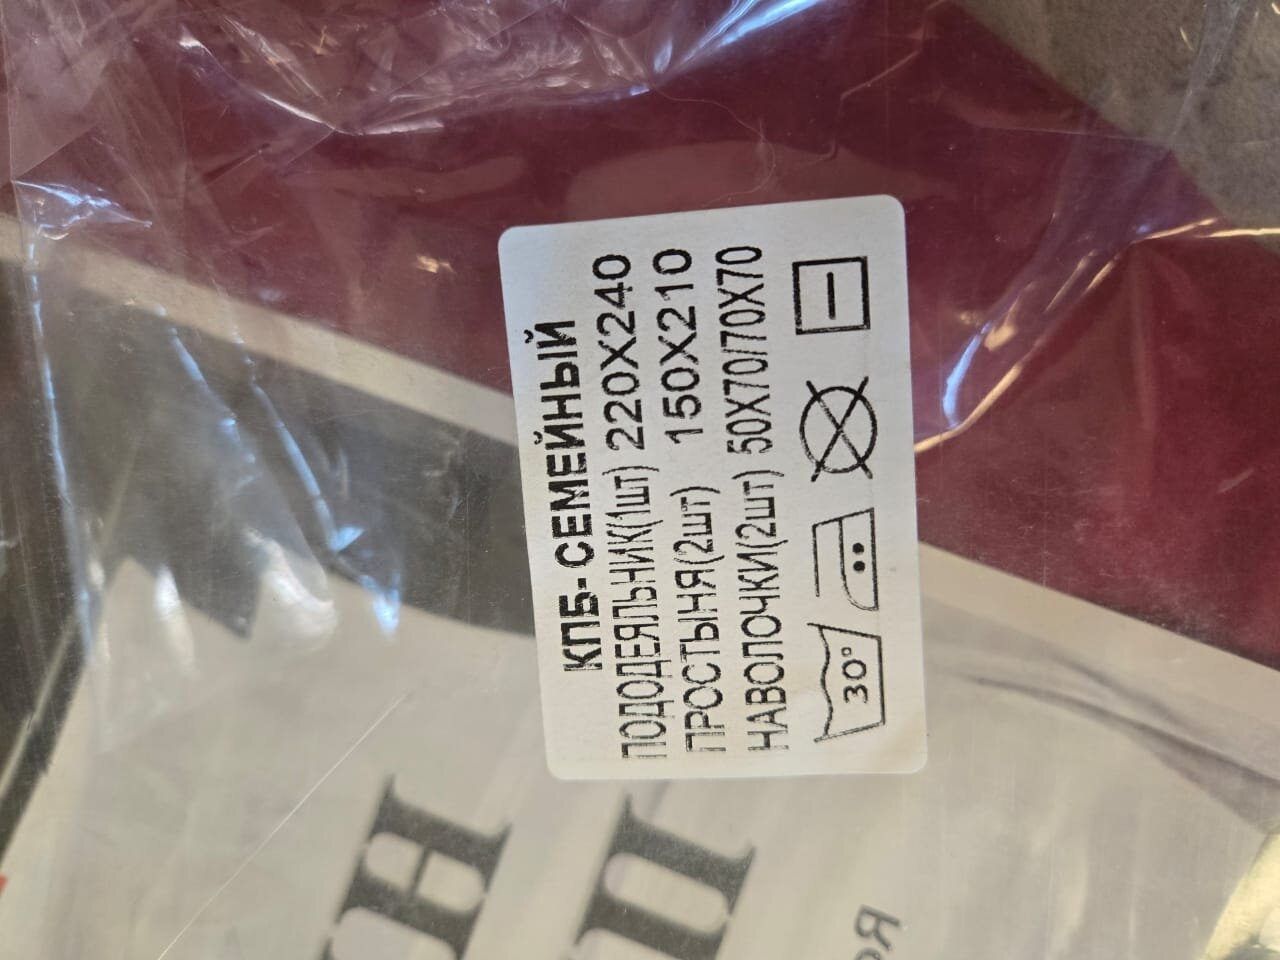 КПБ- СЕМЕЙНЫЙ
ПОДОДЕЯЛЬНИК(1шт) 220Х240
ПРОСТЫНЯ(2шт) 150Х210
НАВОЛОЧКИ(2шт) 50Х70/70Х70
30°